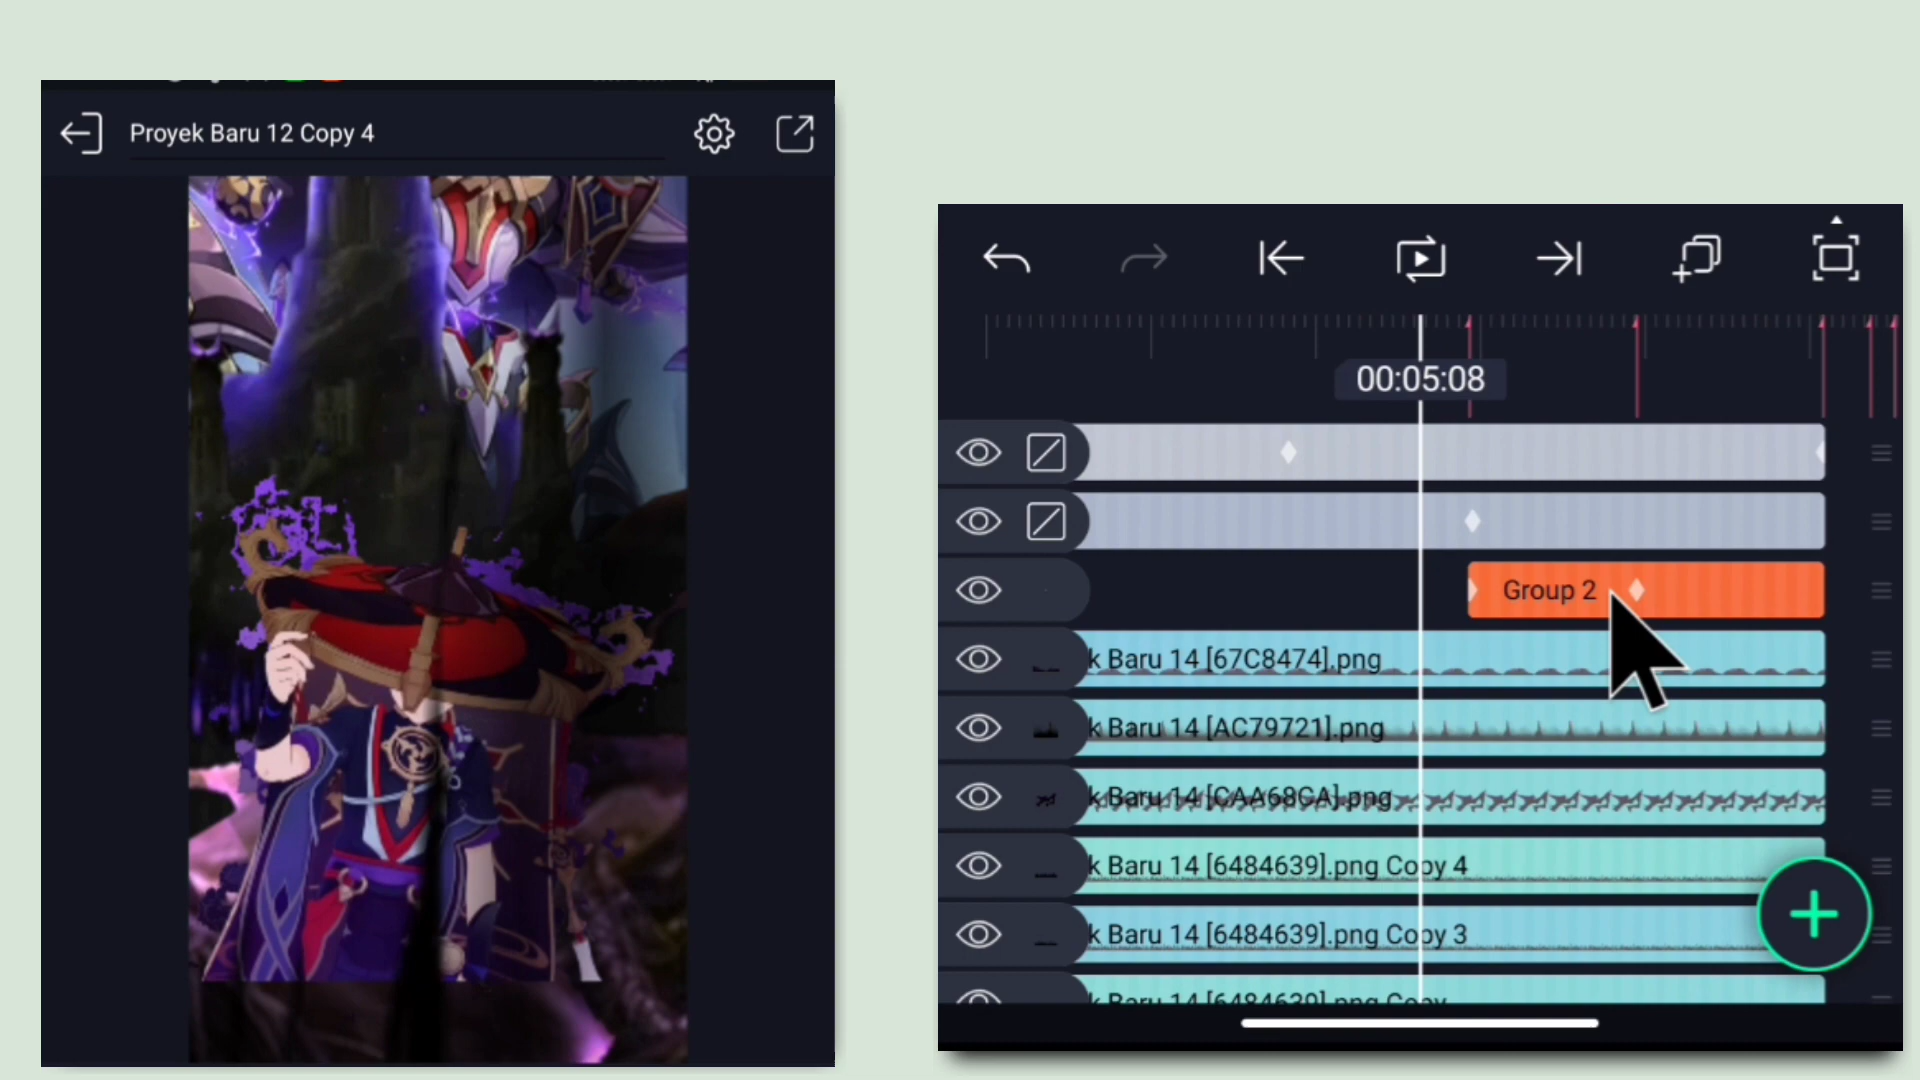 Proyek Baru 12 Copy 4
00:05:08
Group 2
k Baru 14 [67C8474].png
k Baru 14 [AC79721].png
k Baru 14 [CAA68CA].png
k Baru 14 [6484639].png Copy 4
k Baru 14 [6484639].png Copy 3
k Baru 14 [6484639].png Copy